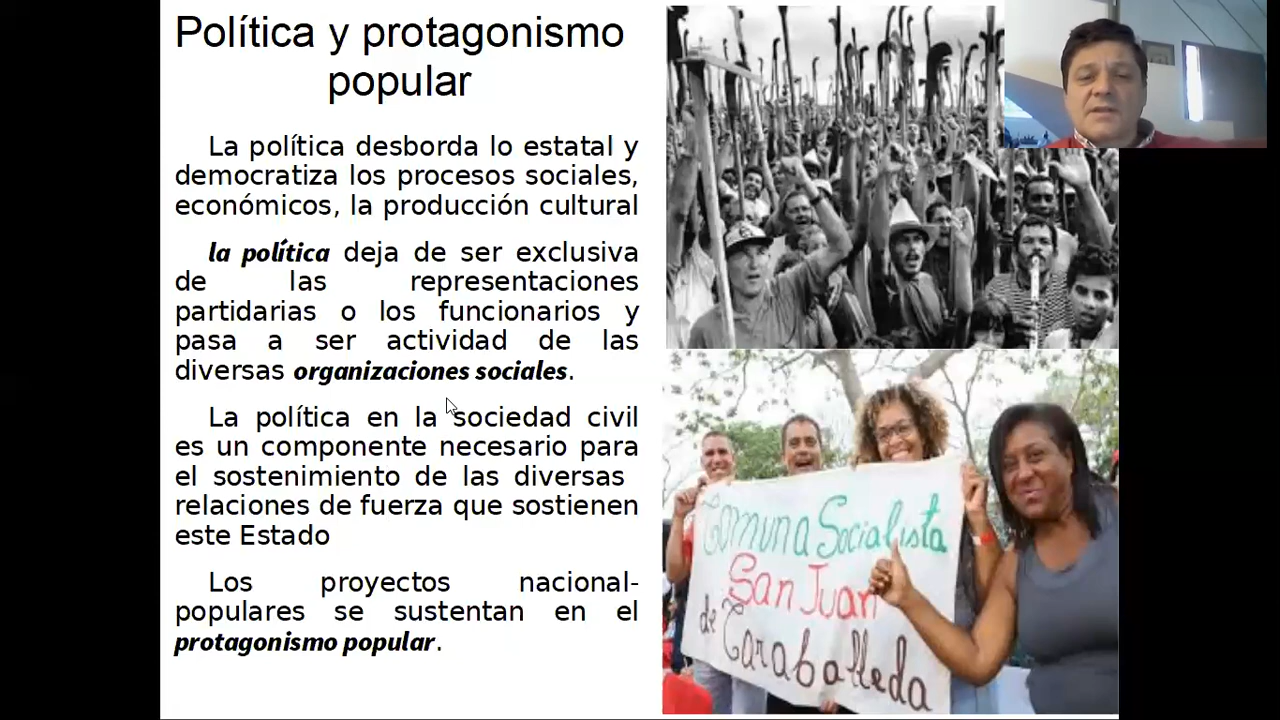 Política y protagonismo
popular
La política desborda lo estatal y
democratiza los procesos sociales,
económicos, la producción cultural
la política deja de ser exclusiva
de las representaciones
partidarias o los funcionarios y
pasa a ser actividad de las
diversas organizaciones sociales.
La política en la sociedad civil
es un componente necesario para
el sostenimiento de las diversas
relaciones de fuerza que sostienen
este Estado
Los proyectos nacional-
populares se sustentan en el
protagonismo popular.
Comuna Socialista
San Juan
de Caraballeda